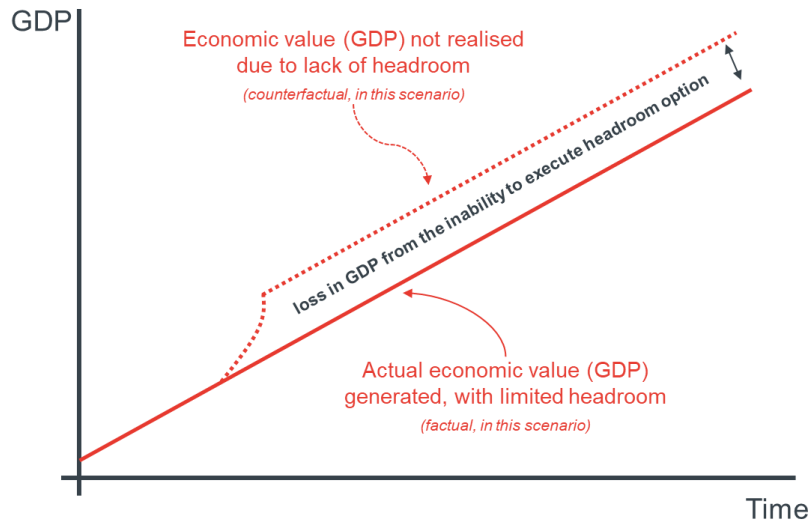 GDP
Economic value (GDP) not realised
due to lack of headroom
(counterfactual, in this scenario)
loss in GDP from the inability to execute headroom option
Actual economic value (GDP)
generated, with limited headroom
(factual, in this scenario)
Time